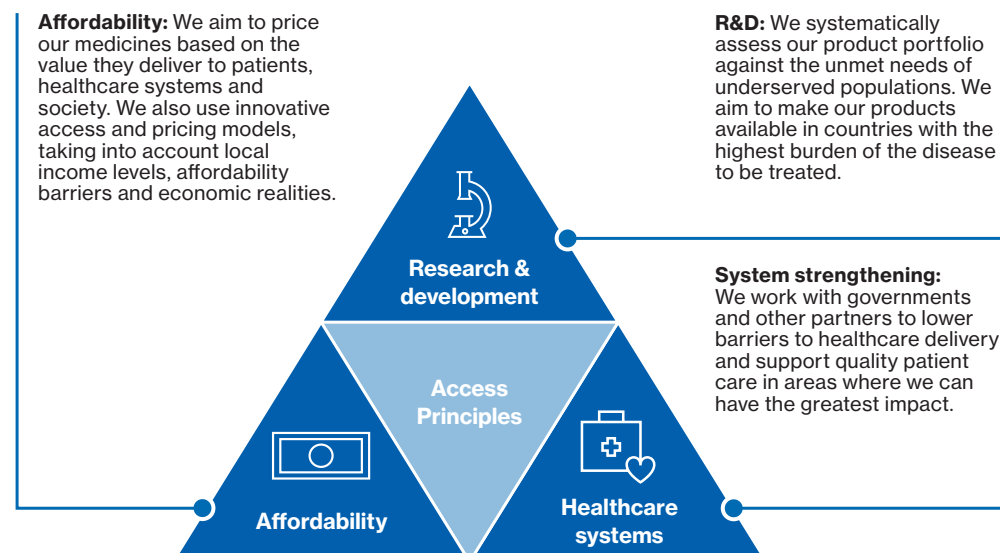 Affordability: We aim to price
our medicines based on the
value they deliver to patients,
healthcare systems and
society. We also use innovative
access and pricing models,
taking into account local
income levels, affordability
barriers and economic realities.
R&D: We systematically
assess our product portfolio
against the unmet needs of
underserved populations. We
aim to make our products
available in countries with the
highest burden of the disease
to be treated.
System strengthening:
We work with governments
and other partners to lower
barriers to healthcare delivery
and support quality patient
care in areas where we can
have the greatest impact.
Research &
development
Access
Principles
Affordability
Healthcare
systems